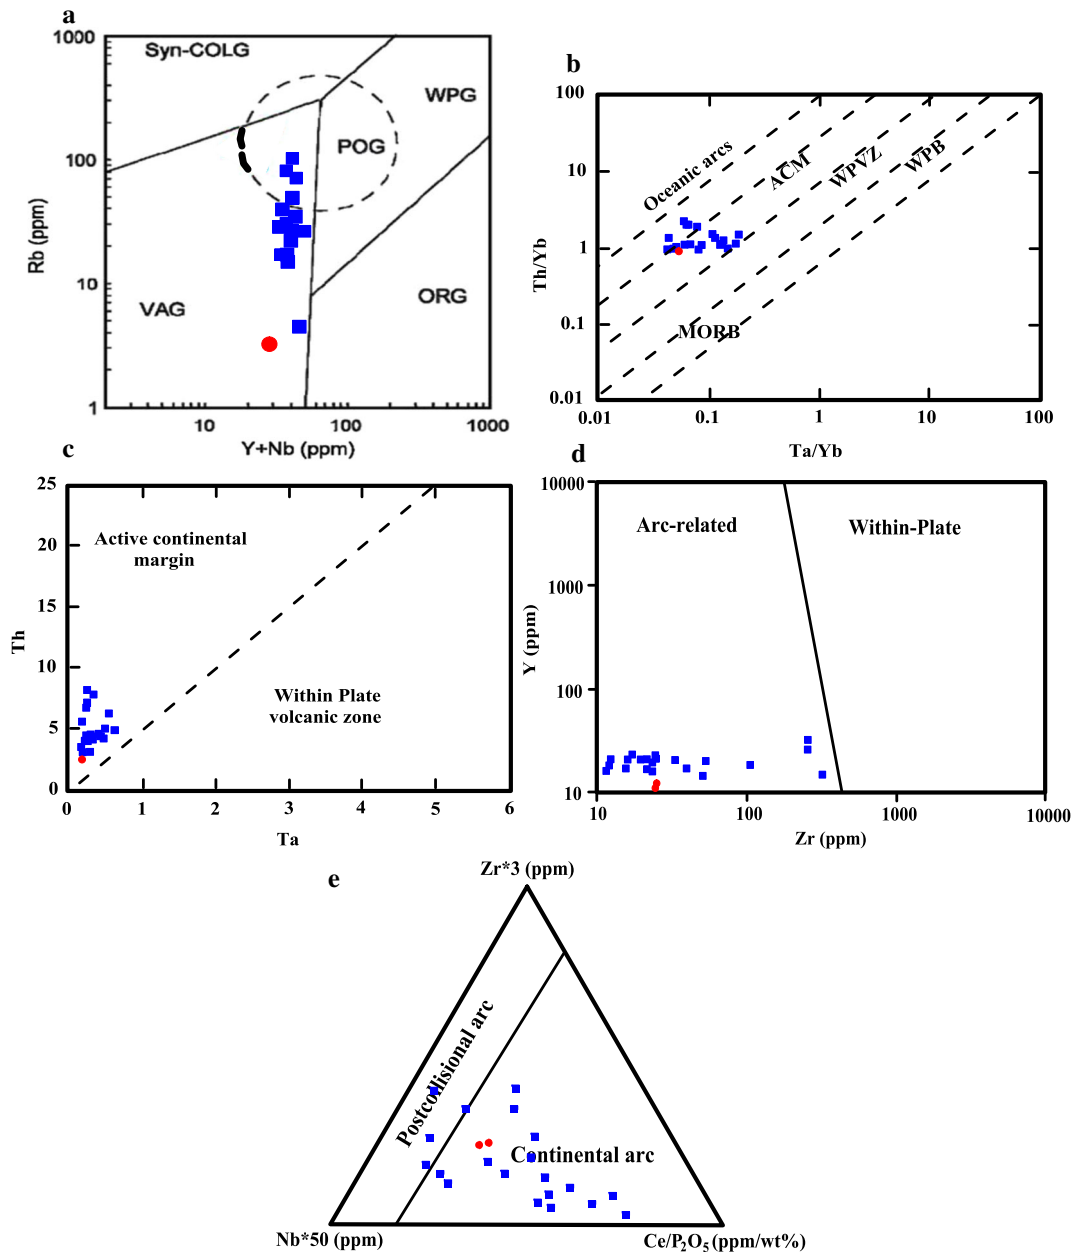 a
1000
Syn-COLG
WPG
POG
100
Rb (ppm)
10
VAG
ORG
1
10
100
1000
Y+Nb (ppm)
b
100
Oceanic arcs
ACM
WPVZ
WPB
10
Th/Yb
1
0.1
MORB
0.01
0.01
0.1
1
10
100
Ta/Yb
c
25
Active continental
margin
20
15
Th
10
Within Plate
volcanic zone
5
0
0
1
2
3
4
5
6
Ta
d
10000
Arc-related
Within-Plate
1000
Y (ppm)
100
10
10
100
1000
10000
Zr (ppm)
e
Zr*3 (ppm)
Postcollisional arc
Continental arc
Nb*50 (ppm)
Ce/P₂O₅ (ppm/wt%)